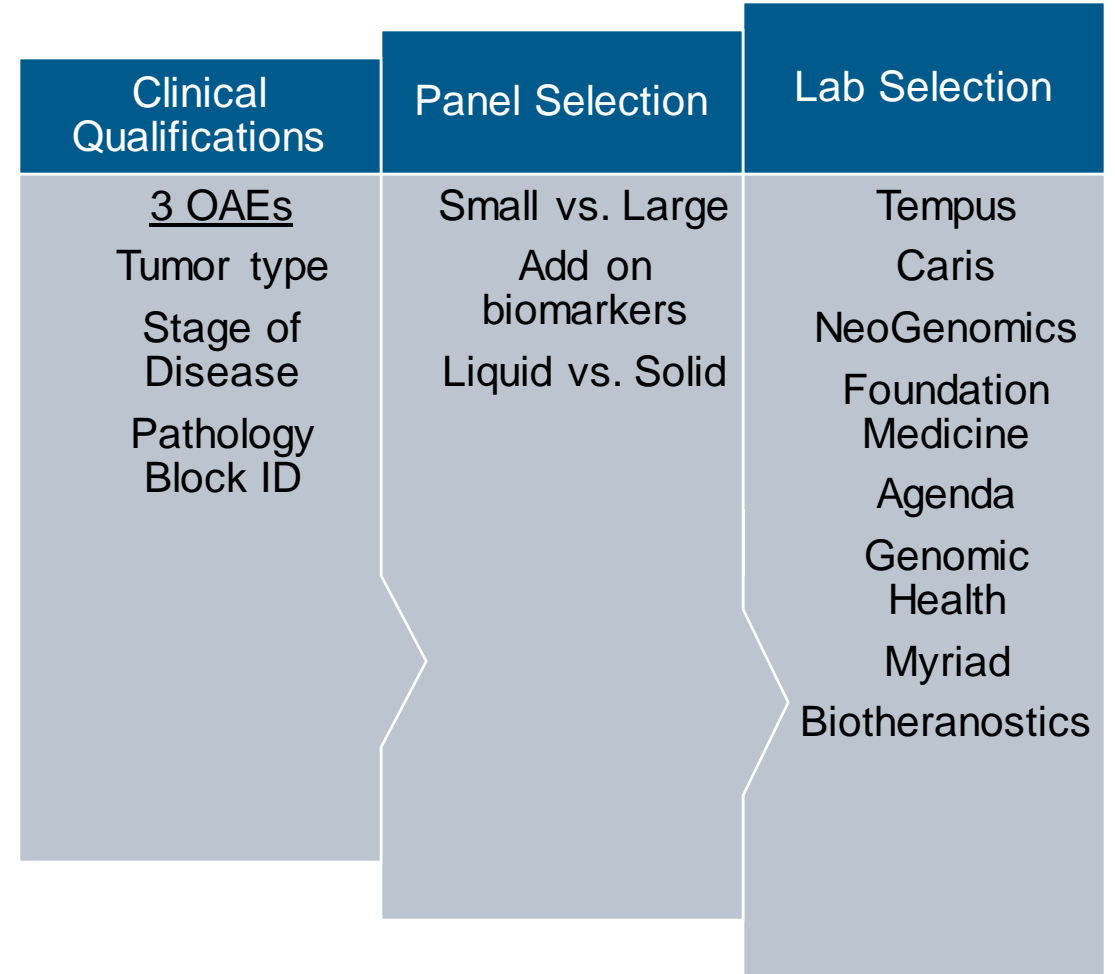 Clinical
Qualifications
3 OAEs
Tumor type
Stage of
Disease
Pathology
Block ID
Panel Selection
Small vs. Large
Add on
biomarkers
Liquid vs. Solid
Lab Selection
Tempus
Caris
NeoGenomics
Foundation
Medicine
Agenda
Genomic
Health
Myriad
Biotheranostics